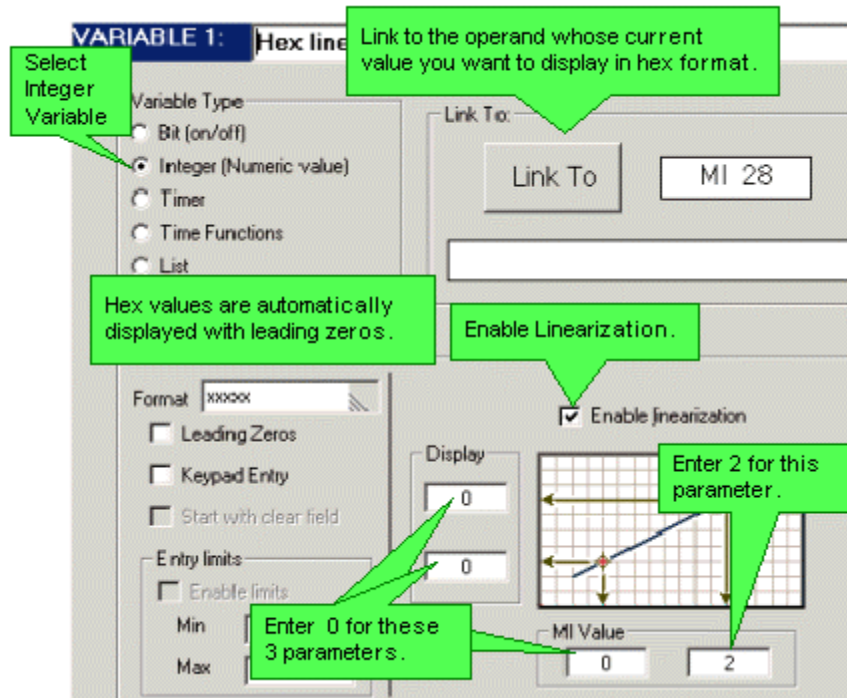 VARIABLE 1:
Hex line
Link to the operand whose current
value you want to display in hex format.
Select
Integer
Variable
Variable Type
Bit (on/off)
Integer (Numeric value)
Timer
Time Functions
List
Link To:
Link To
MI 28
Hex values are automatically
displayed with leading zeros.
Enable Linearization.
Format
xxxxx
Leading Zeros
Keypad Entry
Start with clear field
Entry limits
Enable limits
Min
Max
Enable linearization
Display
0
0
Enter 2 for this
parameter.
Enter 0 for these
3 parameters.
MI Value
0
2